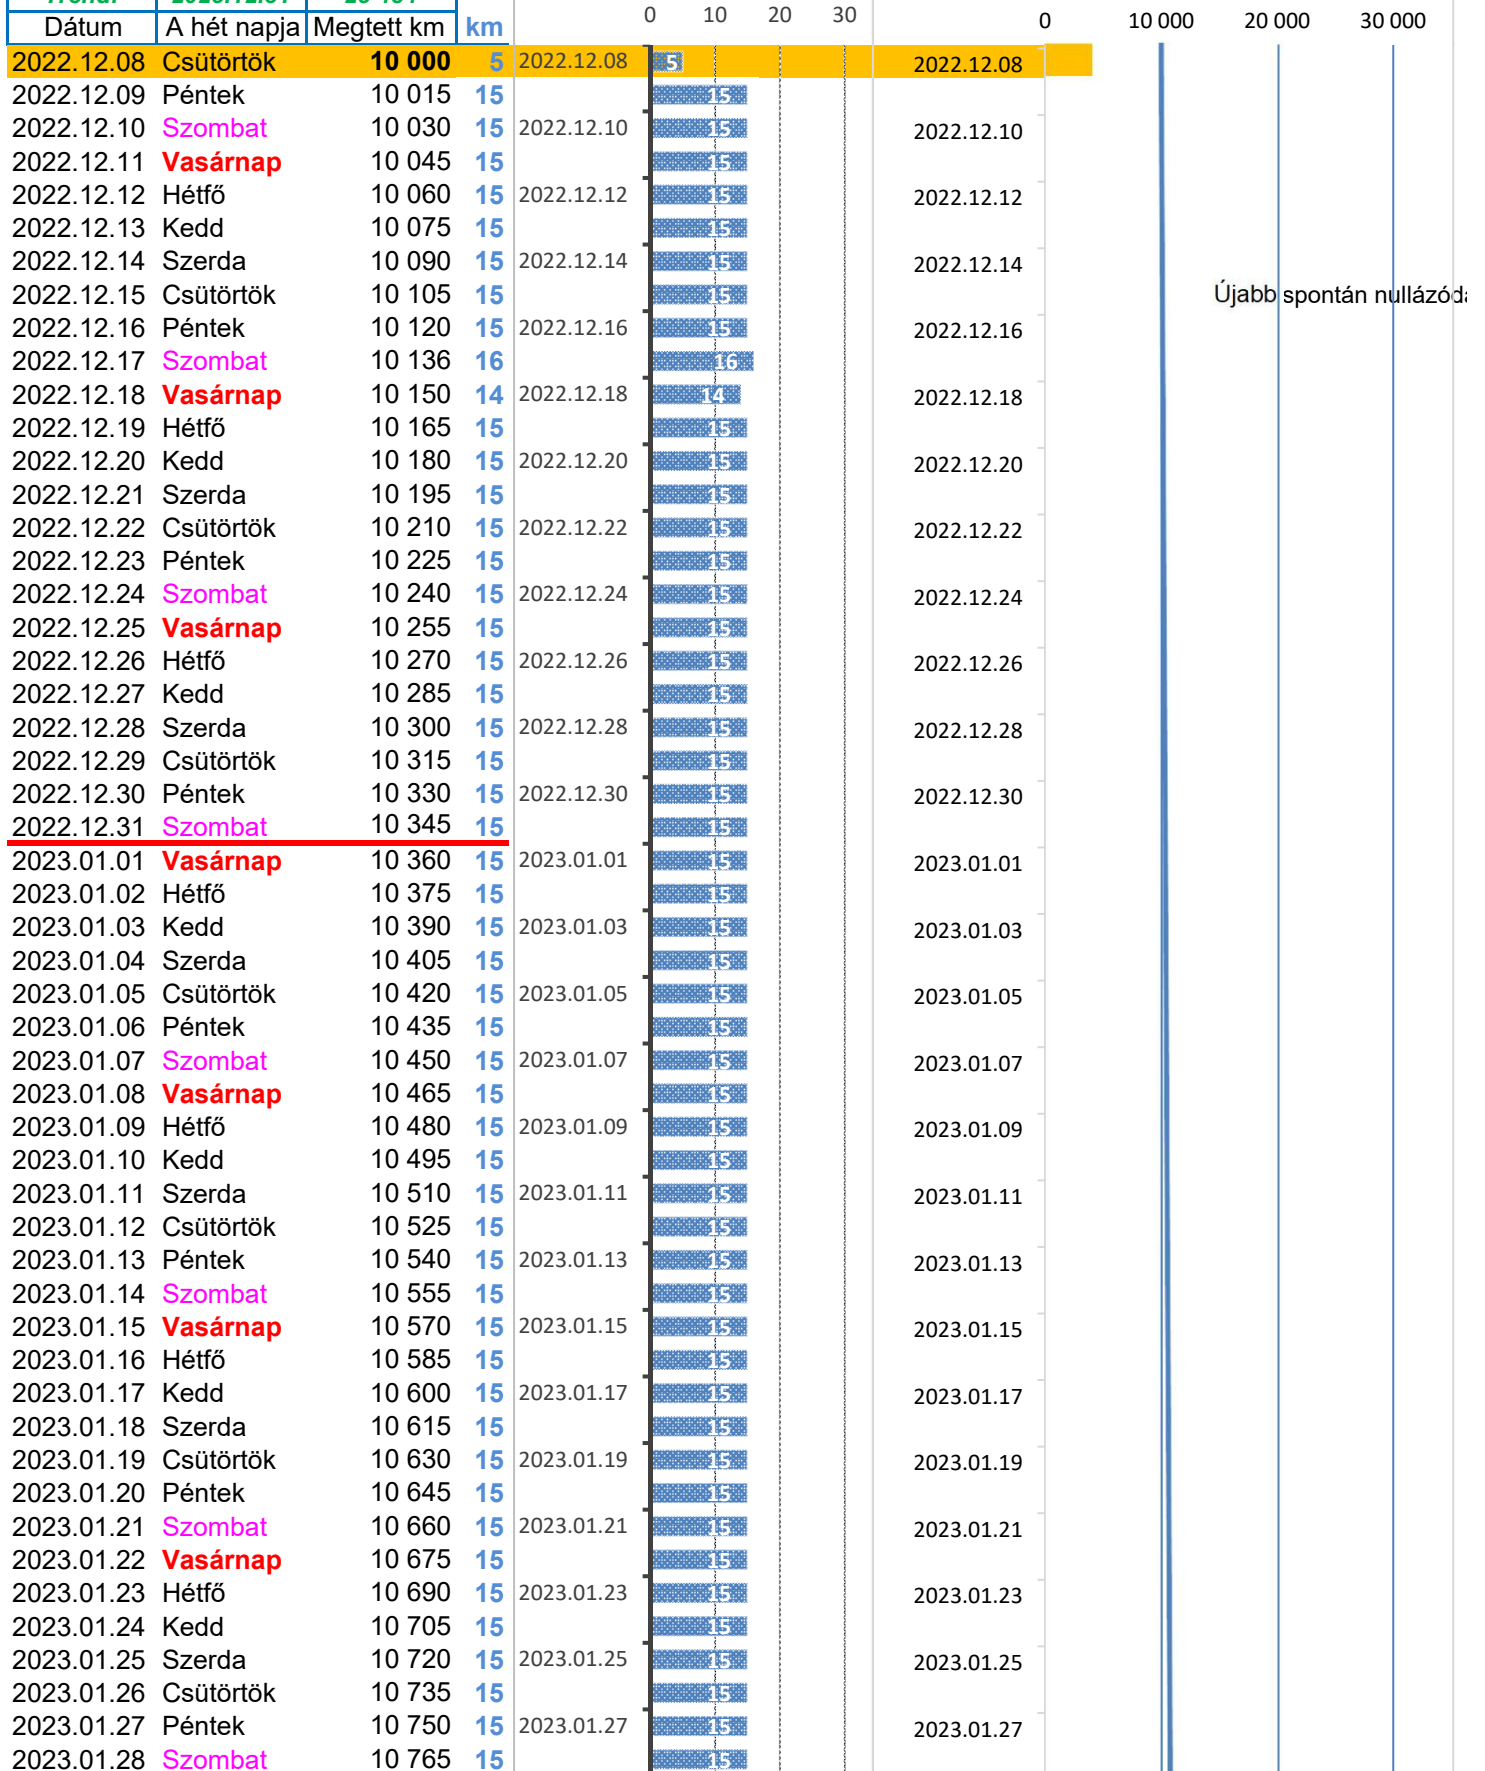 Dátum A hét napja Megtett km km 0 10 20 30 0 10 000 20 000 30 000
2022.12.08 Csütörtök 10 000 5 2022.12.08 5 2022.12.08
2022.12.09 Péntek 10 015 15 15
2022.12.10 Szombat 10 030 15 2022.12.10 15 2022.12.10
2022.12.11 Vasárnap 10 045 15 15
2022.12.12 Hétfő 10 060 15 2022.12.12 15 2022.12.12
2022.12.13 Kedd 10 075 15 15
2022.12.14 Szerda 10 090 15 2022.12.14 15 2022.12.14
2022.12.15 Csütörtök 10 105 15 15 Újabb spontán
2022.12.16 Péntek 10 120 15 2022.12.16 15 2022.12.16
2022.12.17 Szombat 10 136 16 16
2022.12.18 Vasárnap 10 150 14 2022.12.18 14 2022.12.18
2022.12.19 Hétfő 10 165 15 15
2022.12.20 Kedd 10 180 15 2022.12.20 15 2022.12.20
2022.12.21 Szerda 10 195 15 15
2022.12.22 Csütörtök 10 210 15 2022.12.22 15 2022.12.22
2022.12.23 Péntek 10 225 15 15
2022.12.24 Szombat 10 240 15 2022.12.24 15 2022.12.24
2022.12.25 Vasárnap 10 255 15 15
2022.12.26 Hétfő 10 270 15 2022.12.26 15 2022.12.26
2022.12.27 Kedd 10 285 15 15
2022.12.28 Szerda 10 300 15 2022.12.28 15 2022.12.28
2022.12.29 Csütörtök 10 315 15 15
2022.12.30 Péntek 10 330 15 2022.12.30 15 2022.12.30
2022.12.31 Szombat 10 345 15 15
2023.01.01 Vasárnap 10 360 15 2023.01.01 15 2023.01.01
2023.01.02 Hétfő 10 375 15 15
2023.01.03 Kedd 10 390 15 2023.01.03 15 2023.01.03
2023.01.04 Szerda 10 405 15 15
2023.01.05 Csütörtök 10 420 15 2023.01.05 15 2023.01.05
2023.01.06 Péntek 10 435 15 15
2023.01.07 Szombat 10 450 15 2023.01.07 15 2023.01.07
2023.01.08 Vasárnap 10 465 15 15
2023.01.09 Hétfő 10 480 15 2023.01.09 15 2023.01.09
2023.01.10 Kedd 10 495 15 15
2023.01.11 Szerda 10 510 15 2023.01.11 15 2023.01.11
2023.01.12 Csütörtök 10 525 15 15
2023.01.13 Péntek 10 540 15 2023.01.13 15 2023.01.13
2023.01.14 Szombat 10 555 15 15
2023.01.15 Vasárnap 10 570 15 2023.01.15 15 2023.01.15
2023.01.16 Hétfő 10 585 15 15
2023.01.17 Kedd 10 600 15 2023.01.17 15 2023.01.17
2023.01.18 Szerda 10 615 15 15
2023.01.19 Csütörtök 10 630 15 2023.01.19 15 2023.01.19
2023.01.20 Péntek 10 645 15 15
2023.01.21 Szombat 10 660 15 2023.01.21 15 2023.01.21
2023.01.22 Vasárnap 10 675 15 15
2023.01.23 Hétfő 10 690 15 2023.01.23 15 2023.01.23
2023.01.24 Kedd 10 705 15 15
2023.01.25 Szerda 10 720 15 2023.01.25 15 2023.01.25
2023.01.26 Csütörtök 10 735 15 15
2023.01.27 Péntek 10 750 15 2023.01.27 15 2023.01.27
2023.01.28 Szombat 10 765 15 15